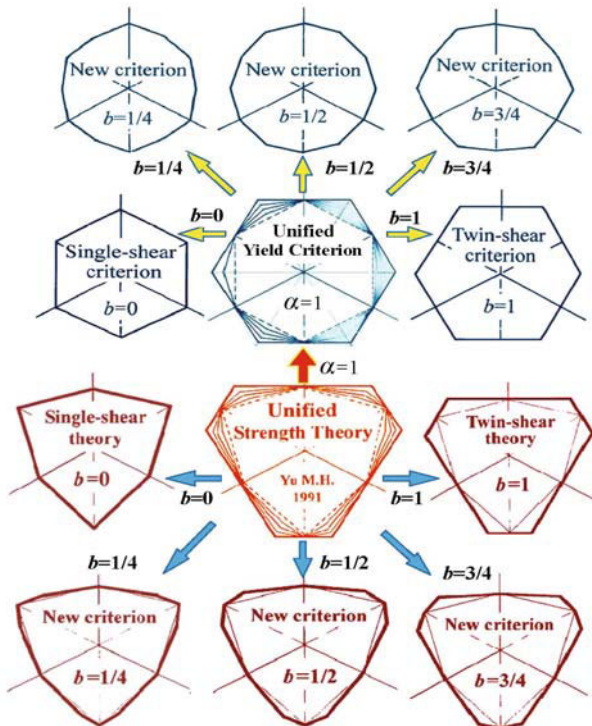 New criterion
b=1/4
New criterion
b=1/2
New criterion
b=3/4
b=1/4
b=1/2
b=3/4
b=0
b=1
Single-shear
criterion
b=0
Unified
Yield Criterion
α=1
Twin-shear
criterion
b=1
α=1
Single-shear
theory
b=0
Unified
Strength Theory
Yu M.H.
1991
Twin-shear
theory
b=1
b=0
b=1
b=1/4
b=1/2
b=3/4
New criterion
b=1/4
New criterion
b=1/2
New criterion
b=3/4